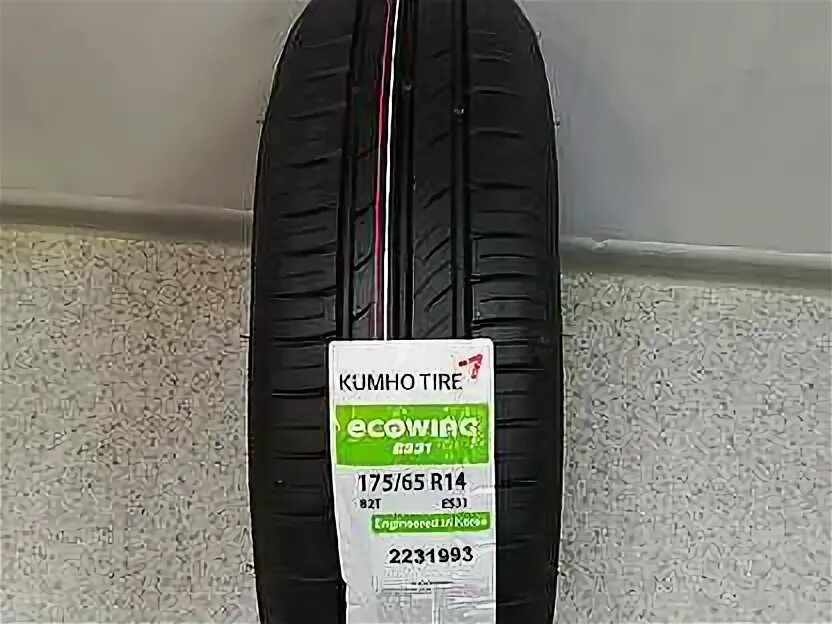 KUMHO TIRE
ecowing
ES31
175/65 R14
82T ES31
Engineered in Korea
2231993